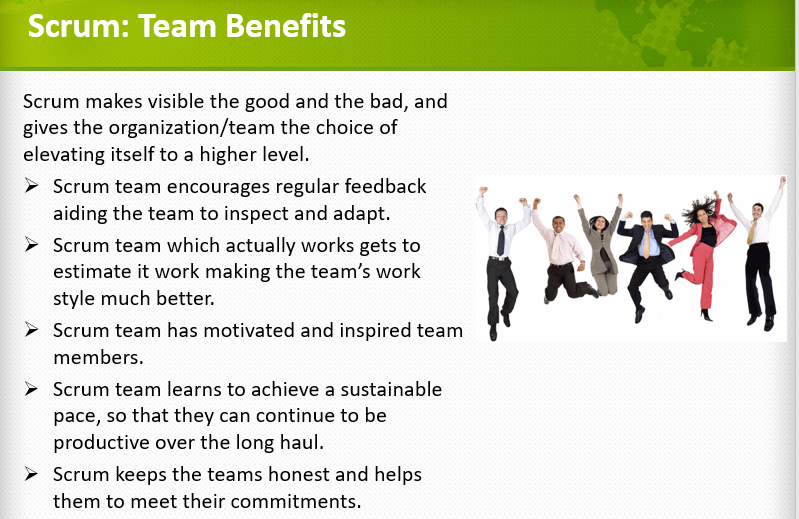 Scrum: Team Benefits
Scrum makes visible the good and the bad, and
gives the organization/team the choice of
elevating itself to a higher level.
Scrum team encourages regular feedback
aiding the team to inspect and adapt.
Scrum team which actually works gets to
estimate it work making the team's work
style much better.
Scrum team has motivated and inspired team
members.
Scrum team learns to achieve a sustainable
pace, so that they can continue to be
productive over the long haul.
Scrum keeps the teams honest and helps
them to meet their commitments.